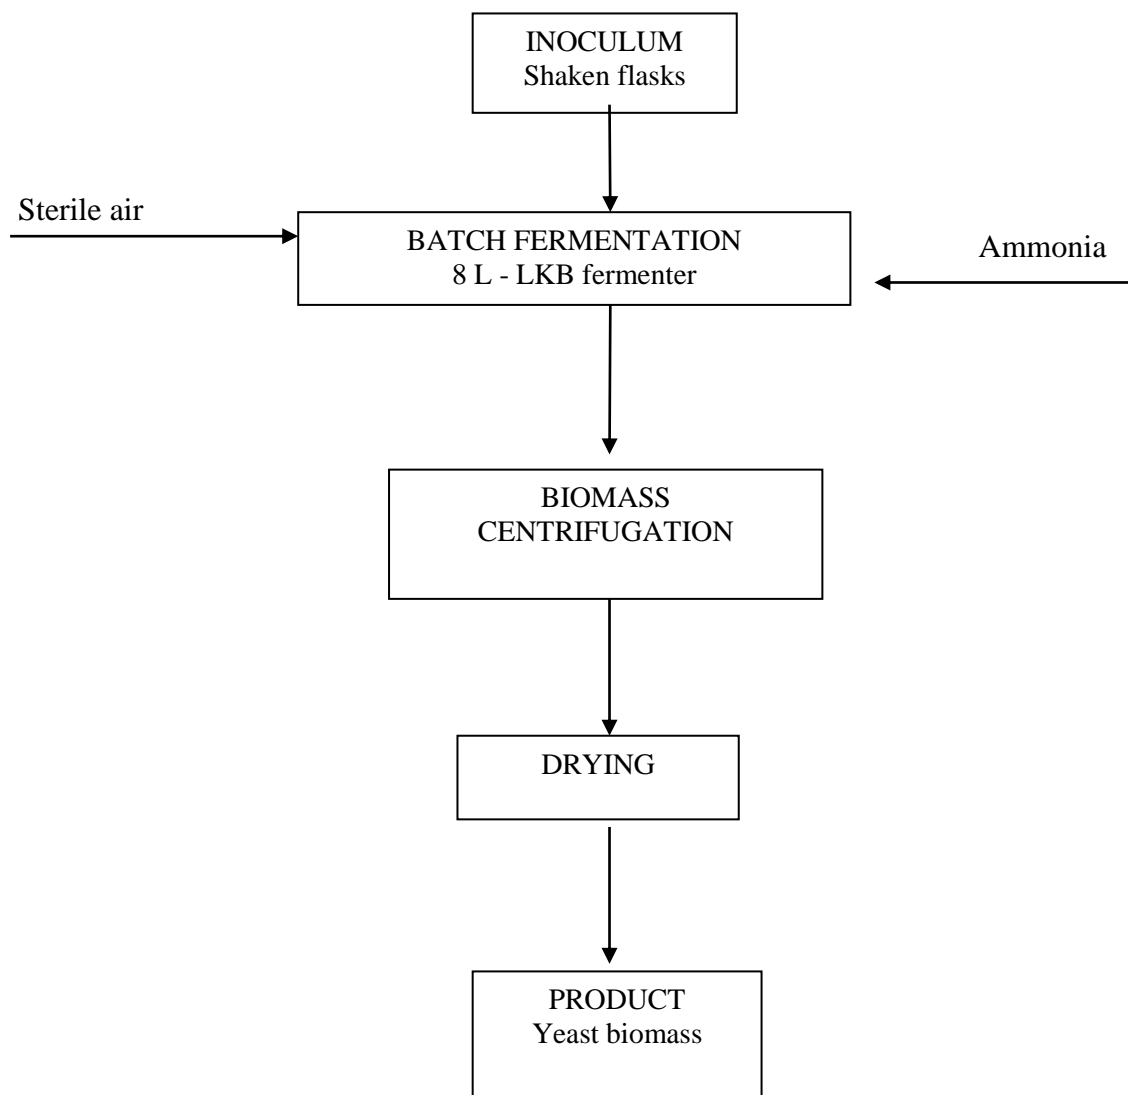 INOCULUM
Shaken flasks
Sterile air
BATCH FERMENTATION
8 L - LKB fermenter
Ammonia
BIOMASS
CENTRIFUGATION
DRYING
PRODUCT
Yeast biomass